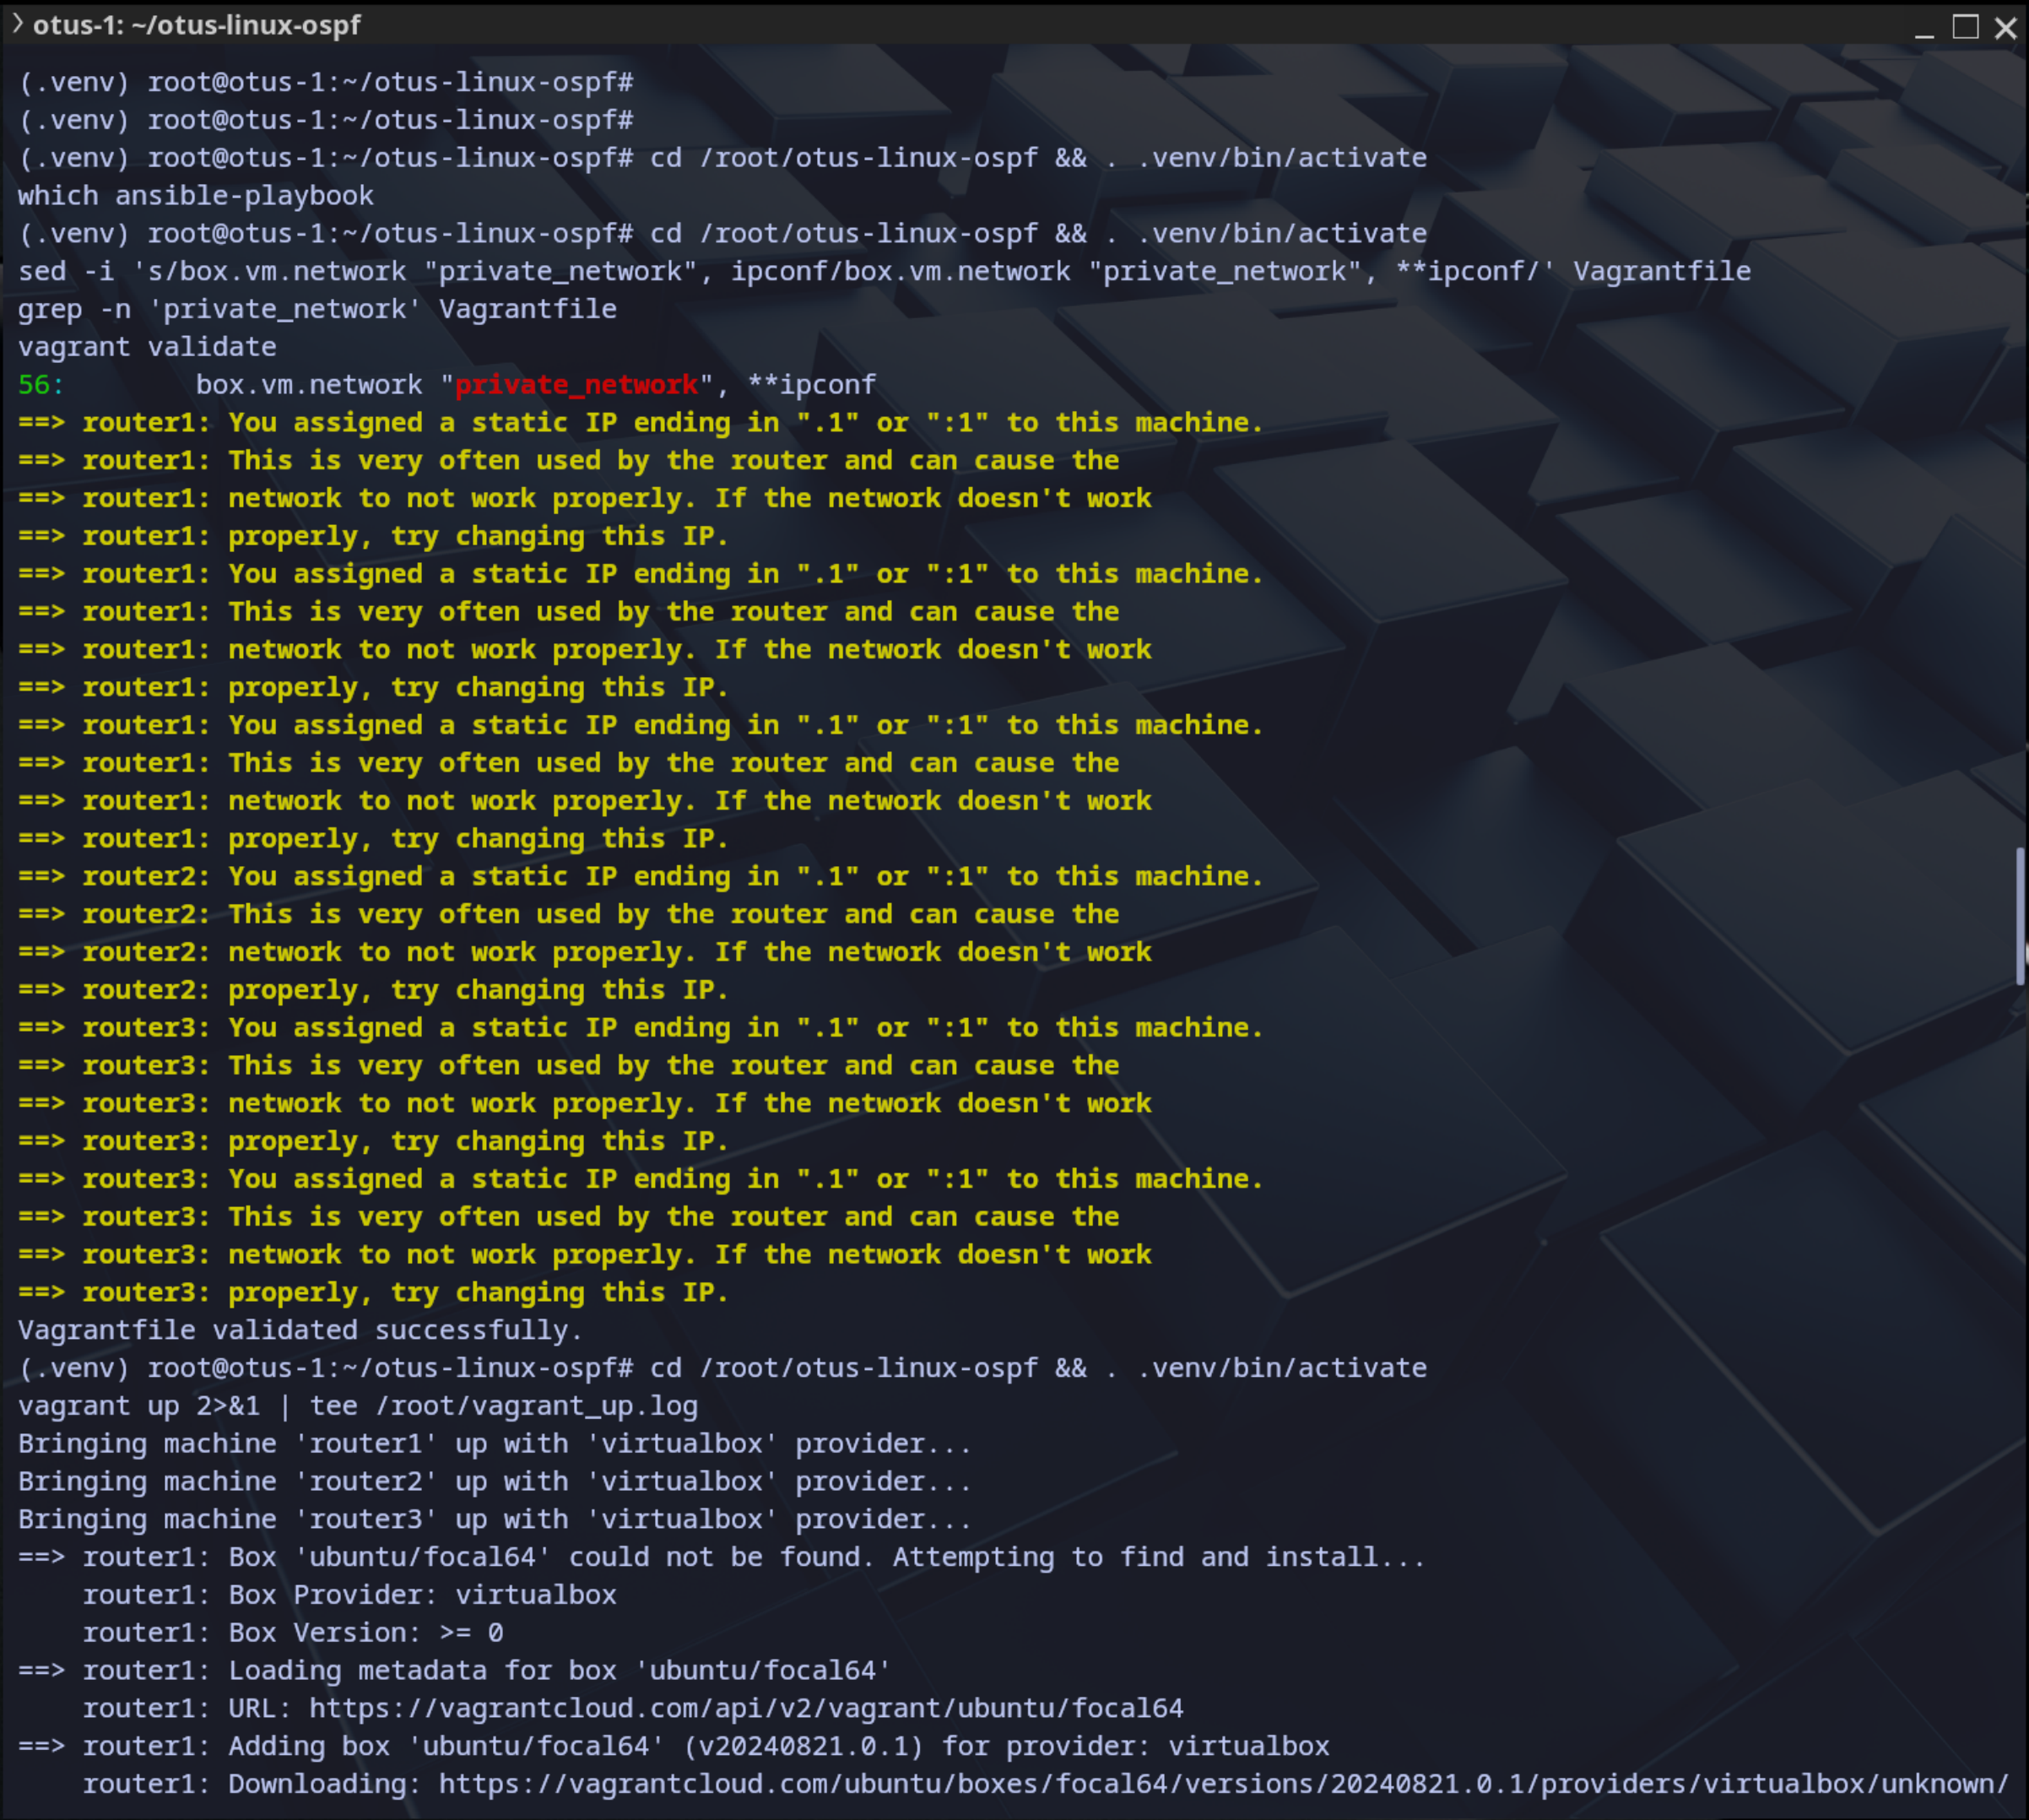 otus-1: ~/otus-linux-ospf
(.venv) root@otus-1:~/otus-linux-ospf#
(.venv) root@otus-1:~/otus-linux-ospf#
(.venv) root@otus-1:~/otus-linux-ospf# cd /root/otus-linux-ospf && . .venv/bin/activate
which ansible-playbook
(.venv) root@otus-1:~/otus-linux-ospf# cd /root/otus-linux-ospf && . .venv/bin/activate
sed -i 's/box.vm.network "private_network", ipconf/box.vm.network "private_network", **ipconf/' Vagrantfile
grep -n 'private_network' Vagrantfile
vagrant validate
56:        box.vm.network "private_network", **ipconf
==> router1: You assigned a static IP ending in ".1" or ":1" to this machine.
==> router1: This is very often used by the router and can cause the
==> router1: network to not work properly. If the network doesn't work
==> router1: properly, try changing this IP.
==> router1: You assigned a static IP ending in ".1" or ":1" to this machine.
==> router1: This is very often used by the router and can cause the
==> router1: network to not work properly. If the network doesn't work
==> router1: properly, try changing this IP.
==> router1: You assigned a static IP ending in ".1" or ":1" to this machine.
==> router1: This is very often used by the router and can cause the
==> router1: network to not work properly. If the network doesn't work
==> router1: properly, try changing this IP.
==> router2: You assigned a static IP ending in ".1" or ":1" to this machine.
==> router2: This is very often used by the router and can cause the
==> router2: network to not work properly. If the network doesn't work
==> router2: properly, try changing this IP.
==> router3: You assigned a static IP ending in ".1" or ":1" to this machine.
==> router3: This is very often used by the router and can cause the
==> router3: network to not work properly. If the network doesn't work
==> router3: properly, try changing this IP.
==> router3: You assigned a static IP ending in ".1" or ":1" to this machine.
==> router3: This is very often used by the router and can cause the
==> router3: network to not work properly. If the network doesn't work
==> router3: properly, try changing this IP.
Vagrantfile validated successfully.
(.venv) root@otus-1:~/otus-linux-ospf# cd /root/otus-linux-ospf && . .venv/bin/activate
vagrant up 2>&1 | tee /root/vagrant_up.log
Bringing machine 'router1' up with 'virtualbox' provider...
Bringing machine 'router2' up with 'virtualbox' provider...
Bringing machine 'router3' up with 'virtualbox' provider...
==> router1: Box 'ubuntu/focal64' could not be found. Attempting to find and install...
    router1: Box Provider: virtualbox
    router1: Box Version: >= 0
==> router1: Loading metadata for box 'ubuntu/focal64'
    router1: URL: https://vagrantcloud.com/api/v2/vagrant/ubuntu/focal64
==> router1: Adding box 'ubuntu/focal64' (v20240821.0.1) for provider: virtualbox
    router1: Downloading: https://vagrantcloud.com/ubuntu/boxes/focal64/versions/20240821.0.1/providers/virtualbox/unknown/